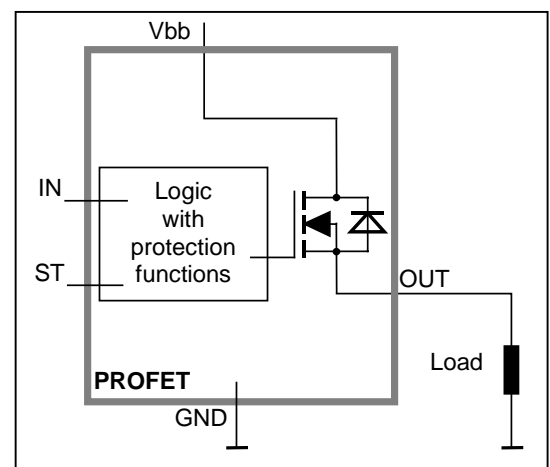 Vbb
IN
Logic
with
protection
functions
ST
OUT
Load
PROFET
GND